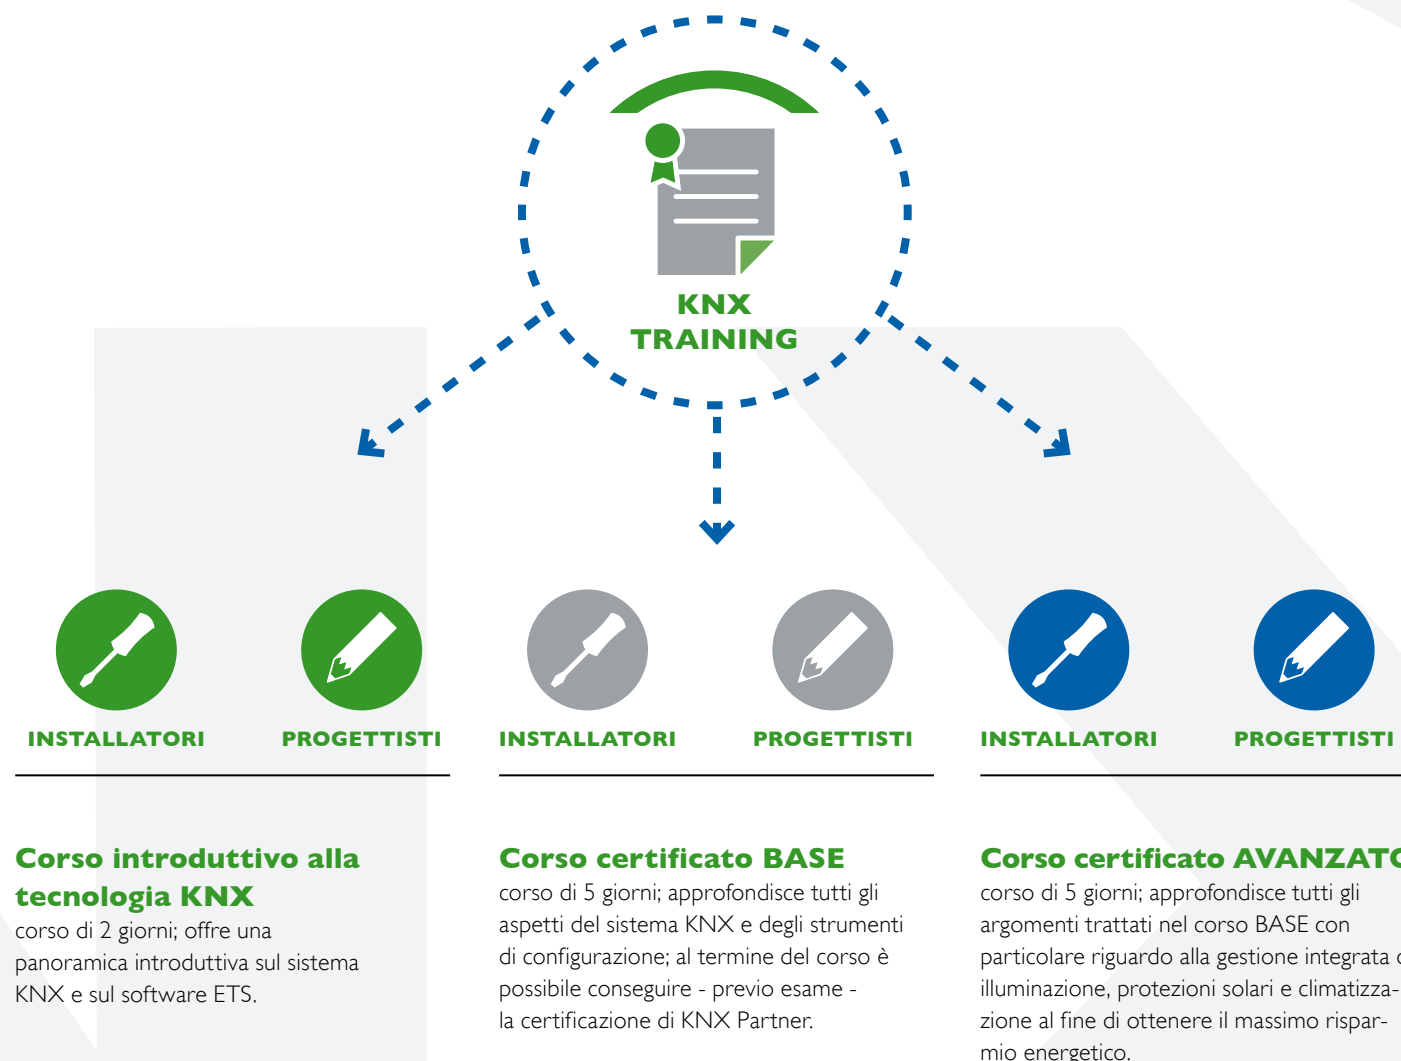 KNX
TRAINING
INSTALLATORI
PROGETTISTI
INSTALLATORI
PROGETTISTI
INSTALLATORI
PROGETTISTI
Corso introduttivo alla
tecnologia KNX
corso di 2 giorni; offre una
panoramica introduttiva sul sistema
KNX e sul software ETS.
Corso certificato BASE
corso di 5 giorni; approfondisce tutti gli
aspetti del sistema KNX e degli strumenti
di configurazione; al termine del corso è
possibile conseguire - previo esame -
la certificazione di KNX Partner.
Corso certificato AVANZATO
corso di 5 giorni; approfondisce tutti gli
argomenti trattati nel corso BASE con
particolare riguardo alla gestione integrata
illuminazione, protezioni solari e climatizza-
zione al fine di ottenere il massimo rispar-
mio energetico.